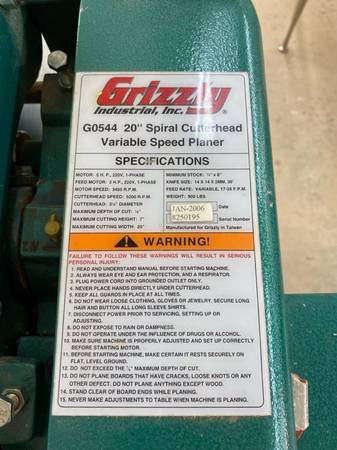 Grizzly
Industrial, Inc.®
G0544 20" Spiral Cutterhead
Variable Speed Planer
SPECIFICATIONS
MOTOR: 5 H. P., 220V, 1-PHASE
FEED MOTOR: 2 H. P., 220V, 1-PHASE
MOTOR SPEED: 3450 R.P.M.
CUTTERHEAD SPEED: 5200 R.P.M.
CUTTERHEAD: DIAMETER
MAXIMUM DEPTH OF CUT:
MAXIMUM CUTTING HEIGHT: 7"
MAXIMUM CUTTING WIDTH: 20"
MINIMUM STOCK: x 8"
KNIFE SIZE: 14 X 14 X 2MM, 30°
FEED RATE: VARIABLE, F.P.M.
WEIGHT: 900 LBS.
JAN-2006
Date
8250195
Serial Number
Manufactured for Grizzly in Taiwan
WARNING!
FAILURE TO FOLLOW THESE WARNINGS WILL RESULT IN SERIOUS
PERSONAL INJURY:
1. READ AND UNDERSTAND MANUAL BEFORE STARTING MACHINE.
2. ALWAYS WEAR EYE AND EAR PROTECTION, AND A RESPIRATOR.
3. PLUG POWER CORD INTO GROUNDED OUTLET ONLY.
4. NEVER PLACE HANDS DIRECTLY UNDER CUTTERHEAD.
5. KEEP ALL GUARDS IN PLACE AT ALL TIMES.
6. DO NOT WEAR LOOSE CLOTHING, GLOVES OR JEWELRY. SECURE LONG
HAIR AND BUTTON ALL LONG SLEEVE SHIRTS.
7. DISCONNECT POWER PRIOR TO SERVICING, SETTING UP OR
ADJUSTING.
8. DO NOT EXPOSE TO RAIN OR DAMPNESS.
9. DO NOT OPERATE UNDER THE INFLUENCE OF DRUGS OR ALCOHOL.
10. MAKE SURE MACHINE IS PROPERLY ADJUSTED AND SET UP CORRECTLY
BEFORE STARTING MOTOR.
11. BEFORE STARTING MACHINE, MAKE CERTAIN IT RESTS SECURELY ON
FLAT, LEVEL GROUND.
12. DO NOT EXCEED THE MAXIMUM DEPTH OF CUT.
13. DO NOT PLANE BOARDS THAT HAVE CRACKS, LOOSE KNOTS OR ANY
OTHER DEFECT. DO NOT PLANE ANYTHING EXCEPT WOOD.
14. STAND CLEAR OF BOARD ENDS WHILE PLANING.
15. NEVER MAKE ADJUSTMENTS TO TABLE WHEN MACHINE IS PLANING.